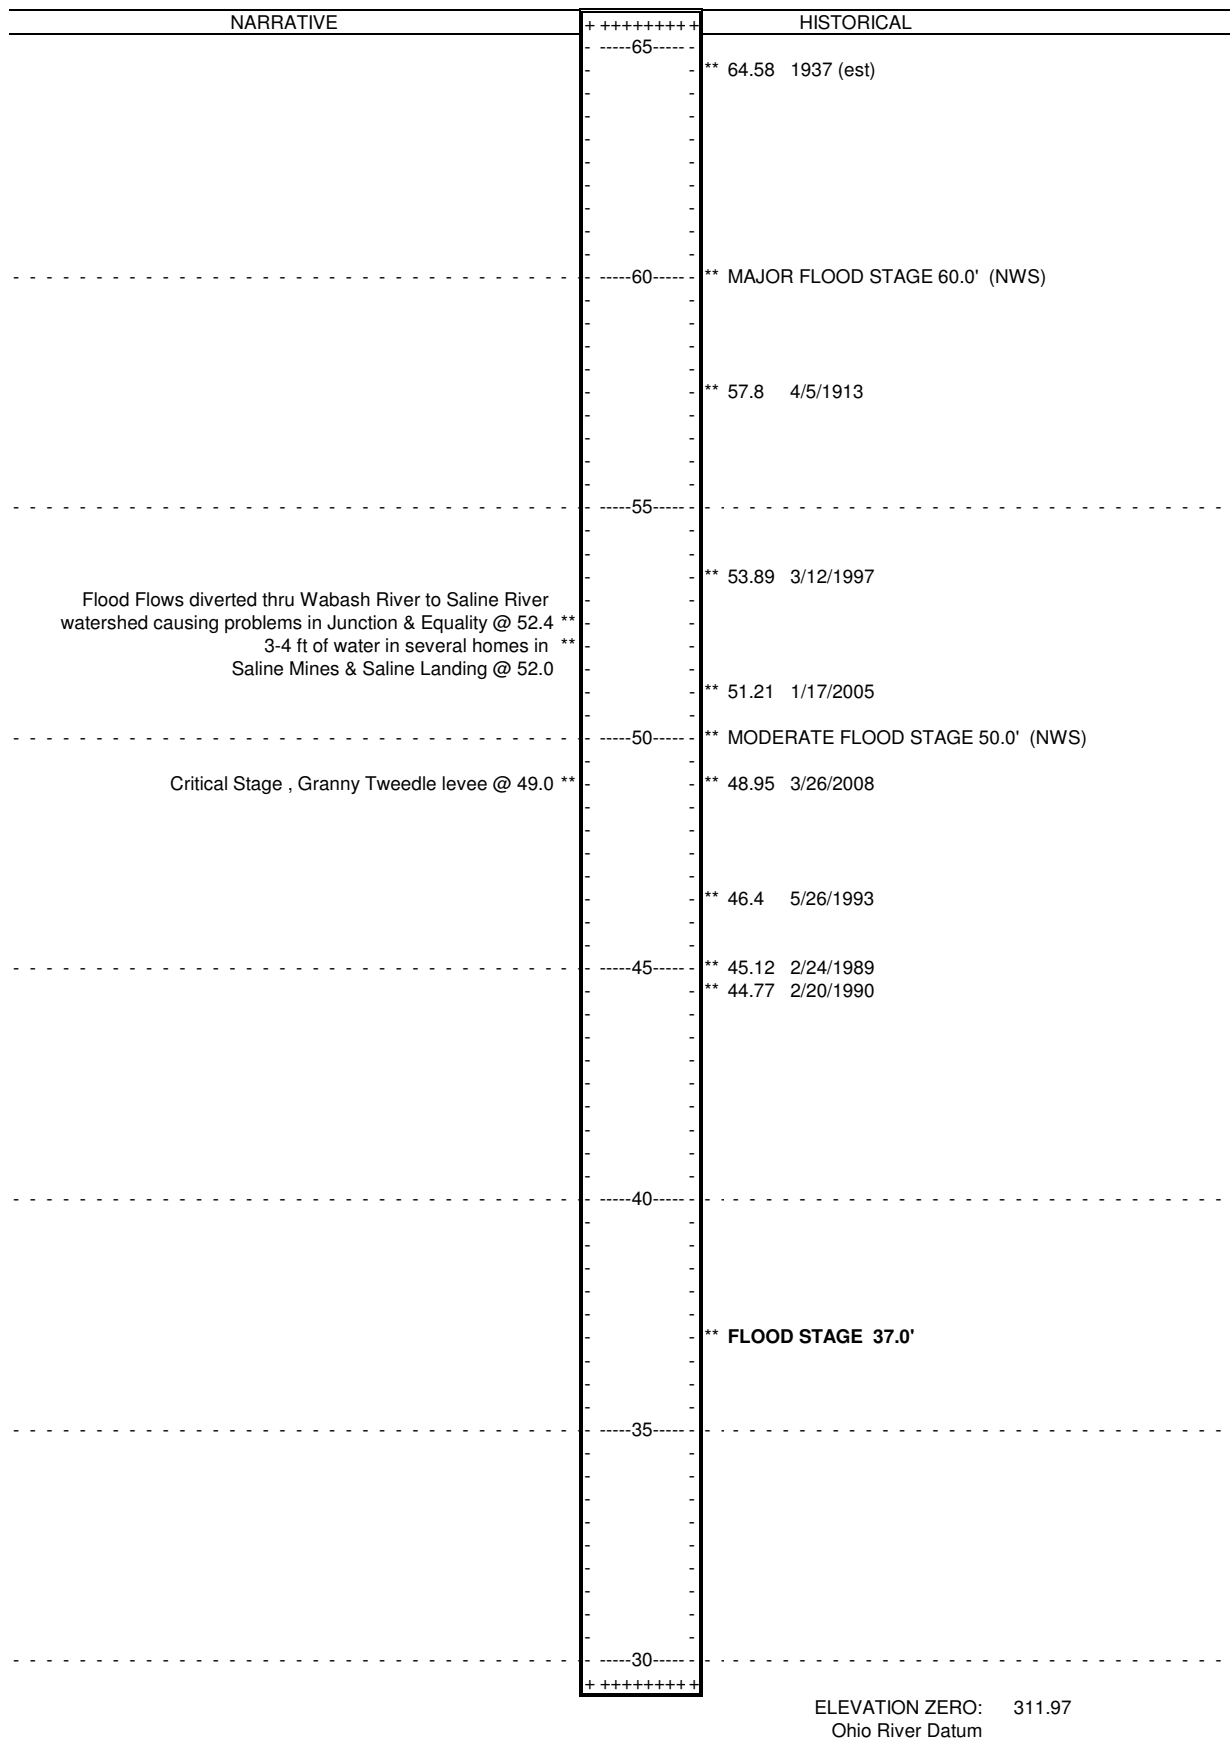 NARRATIVE + ++++++++ + HISTORICAL
- -----65----- -
** 64.58 1937 (est)
- -----60----- - ** MAJOR FLOOD STAGE 60.0' (NWS)
** 57.8 4/5/1913
- -----55----- -
** 53.89 3/12/1997
Flood Flows diverted thru Wabash River to Saline River
watershed causing problems in Junction & Equality @ 52.4 **
3-4 ft of water in several homes in **
Saline Mines & Saline Landing @ 52.0
** 51.21 1/17/2005
- -----50----- - ** MODERATE FLOOD STAGE 50.0' (NWS)
Critical Stage , Granny Tweedle levee @ 49.0 ** ** 48.95 3/26/2008
** 46.4 5/26/1993
- -----45----- - ** 45.12 2/24/1989
** 44.77 2/20/1990
- -----40----- -
** FLOOD STAGE 37.0'
- -----35----- -
- -----30----- -
+ ++++++++ +
ELEVATION ZERO: 311.97
Ohio River Datum